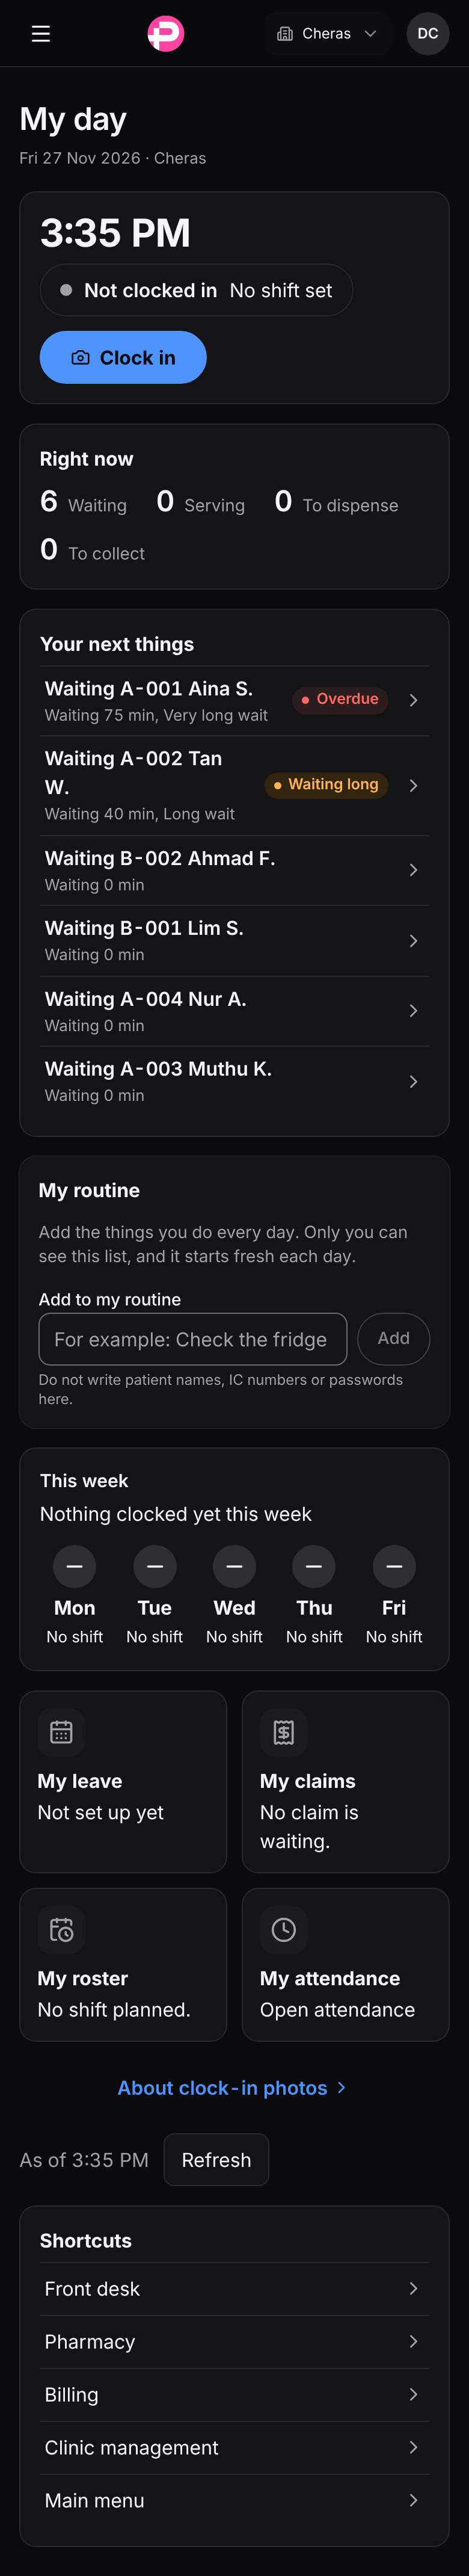 Cheras
DC
My day
Fri 27 Nov 2026 · Cheras
3:35 PM
Not clocked in No shift set
Clock in
Right now
6 Waiting 0 Serving 0 To dispense
0 To collect
Your next things
Waiting A-001 Aina S.
Waiting 75 min, Very long wait
Overdue
Waiting A-002 Tan
W.
Waiting 40 min, Long wait
Waiting long
Waiting B-002 Ahmad F.
Waiting 0 min
Waiting B-001 Lim S.
Waiting 0 min
Waiting A-004 Nur A.
Waiting 0 min
Waiting A-003 Muthu K.
Waiting 0 min
My routine
Add the things you do every day. Only you can
see this list, and it starts fresh each day.
Add to my routine
For example: Check the fridge
Add
Do not write patient names, IC numbers or passwords
here.
This week
Nothing clocked yet this week
Mon Tue Wed Thu Fri
No shift No shift No shift No shift No shift
My leave
Not set up yet
My claims
No claim is
waiting.
My roster
No shift planned.
My attendance
Open attendance
About clock-in photos
As of 3:35 PM
Refresh
Shortcuts
Front desk
Pharmacy
Billing
Clinic management
Main menu